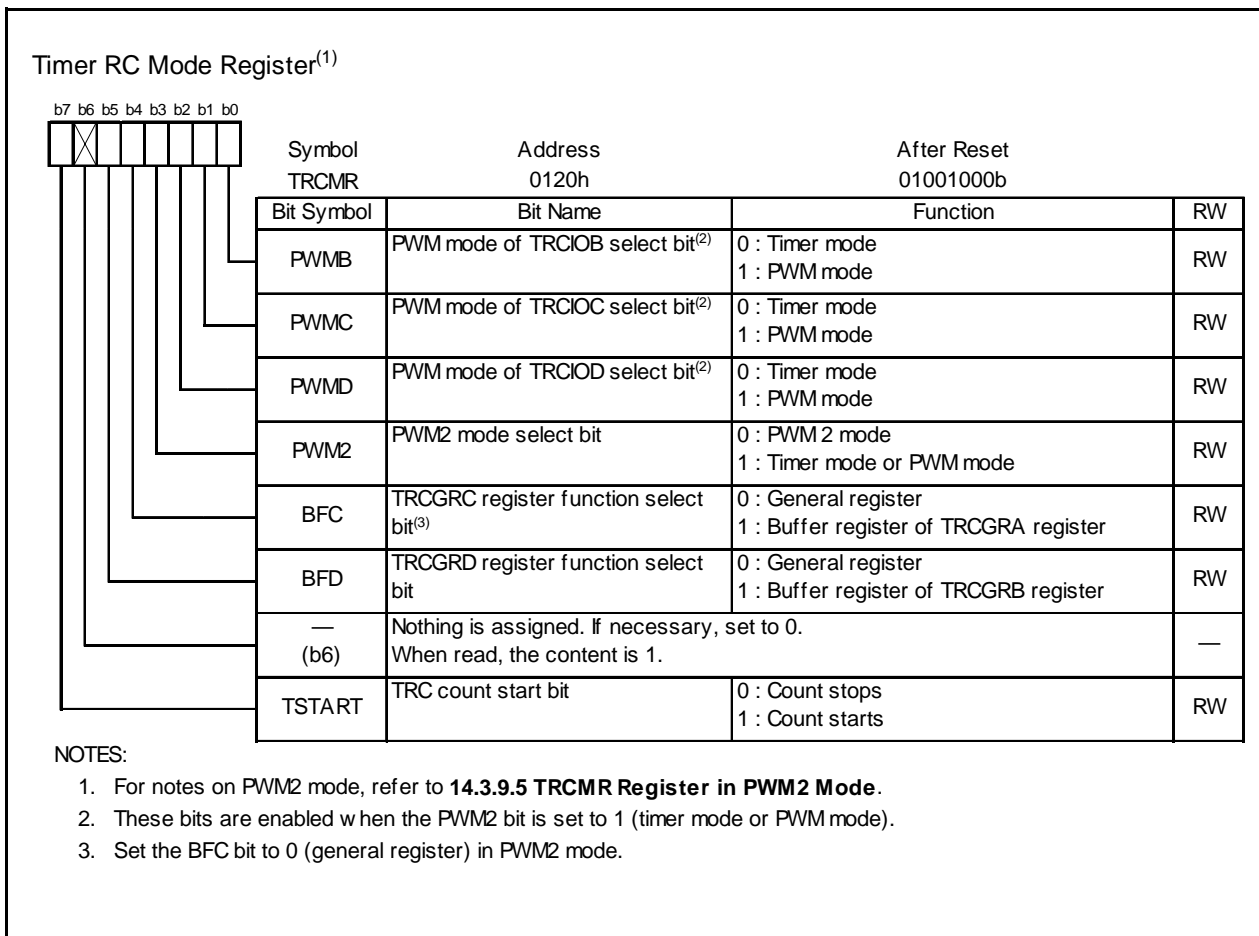 Timer RC Mode Register(1)
b7 b6 b5 b4 b3 b2 b1 b0
Symbol Address After Reset
TRCMR 0120h 01001000b
Bit Symbol Bit Name Function RW
PWMB PWM mode of TRCIOB select bit(2) 0 : Timer mode RW
1 : PWM mode
PWMC PWM mode of TRCIOC select bit(2) 0 : Timer mode RW
1 : PWM mode
PWMD PWM mode of TRCIOD select bit(2) 0 : Timer mode RW
1 : PWM mode
PWM2 PWM2 mode select bit 0 : PWM 2 mode RW
1 : Timer mode or PWM mode
BFC TRCGRC register function select 0 : General register RW
bit(3) 1 : Buffer register of TRCGRA register
BFD TRCGRD register function select 0 : General register RW
bit 1 : Buffer register of TRCGRB register
— Nothing is assigned. If necessary, set to 0. —
(b6) When read, the content is 1.
TSTART TRC count start bit 0 : Count stops RW
1 : Count starts
NOTES:
1. For notes on PWM2 mode, refer to 14.3.9.5 TRCMR Register in PWM2 Mode.
2. These bits are enabled when the PWM2 bit is set to 1 (timer mode or PWM mode).
3. Set the BFC bit to 0 (general register) in PWM2 mode.